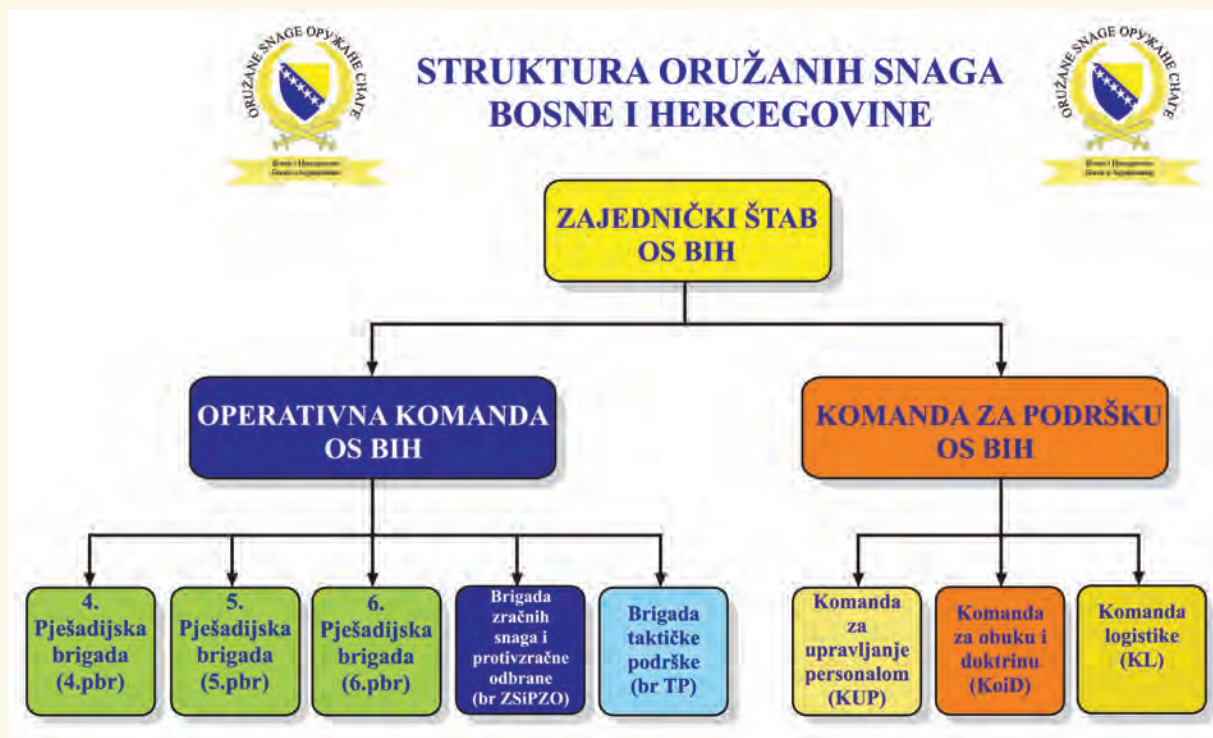 ORUŽANE SNAGE ОРУЖАНЕ СНАГЕ
ORUŽANE SNAGE ОРУЖАНЕ СНАГЕ
STRUKTURA ORUŽANIH SNAGA
BOSNE I HERCEGOVINE
ZAJEDNIČKI ŠTAB
OS BIH
OPERATIVNA KOMANDA
OS BIH
KOMANDA ZA PODRŠKU
OS BIH
4.
Pješadijska
brigada
(4.pbr)
5.
Pješadijska
brigada
(5.pbr)
6.
Pješadijska
brigada
(6.pbr)
Brigada
zračnih
snaga i
protivzračne
odbrane
(br ZSiPZO)
Brigada
taktičke
podrške
(br TP)
Komanda
za
upravljanje
personalom
(KUP)
Komanda
za obuku i
doktrinu
(KoiD)
Komanda
logistike
(KL)